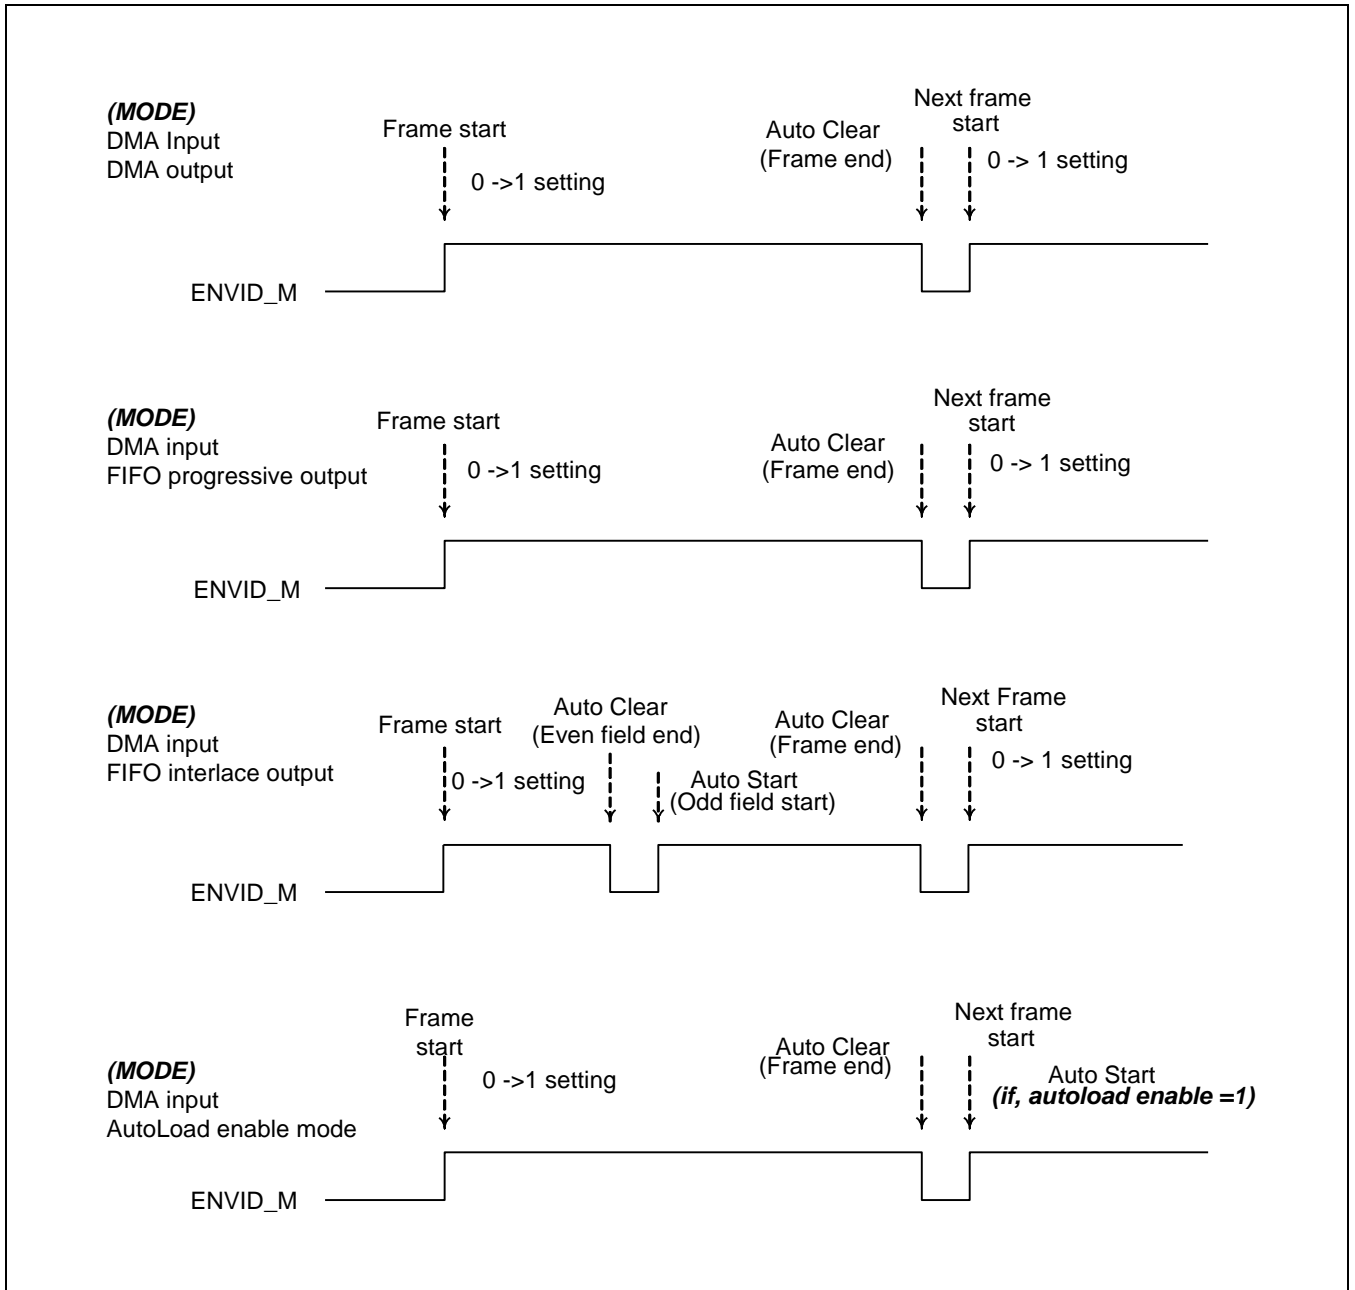 (MODE)
DMA Input
DMA output
Frame start
0 ->1 setting
Auto Clear
(Frame end)
Next frame
start
0 -> 1 setting
ENVID_M
(MODE)
DMA input
FIFO progressive output
Frame start
0 ->1 setting
Auto Clear
(Frame end)
Next frame
start
0 -> 1 setting
ENVID_M
(MODE)
DMA input
FIFO interlace output
Frame start
0 ->1 setting
Auto Clear
(Even field end)
Auto Start
(Odd field start)
Auto Clear
(Frame end)
Next Frame
start
0 -> 1 setting
ENVID_M
(MODE)
DMA input
AutoLoad enable mode
Frame
start
0 ->1 setting
Auto Clear
(Frame end)
Next frame
start
Auto Start
(if, autoload enable =1)
ENVID_M